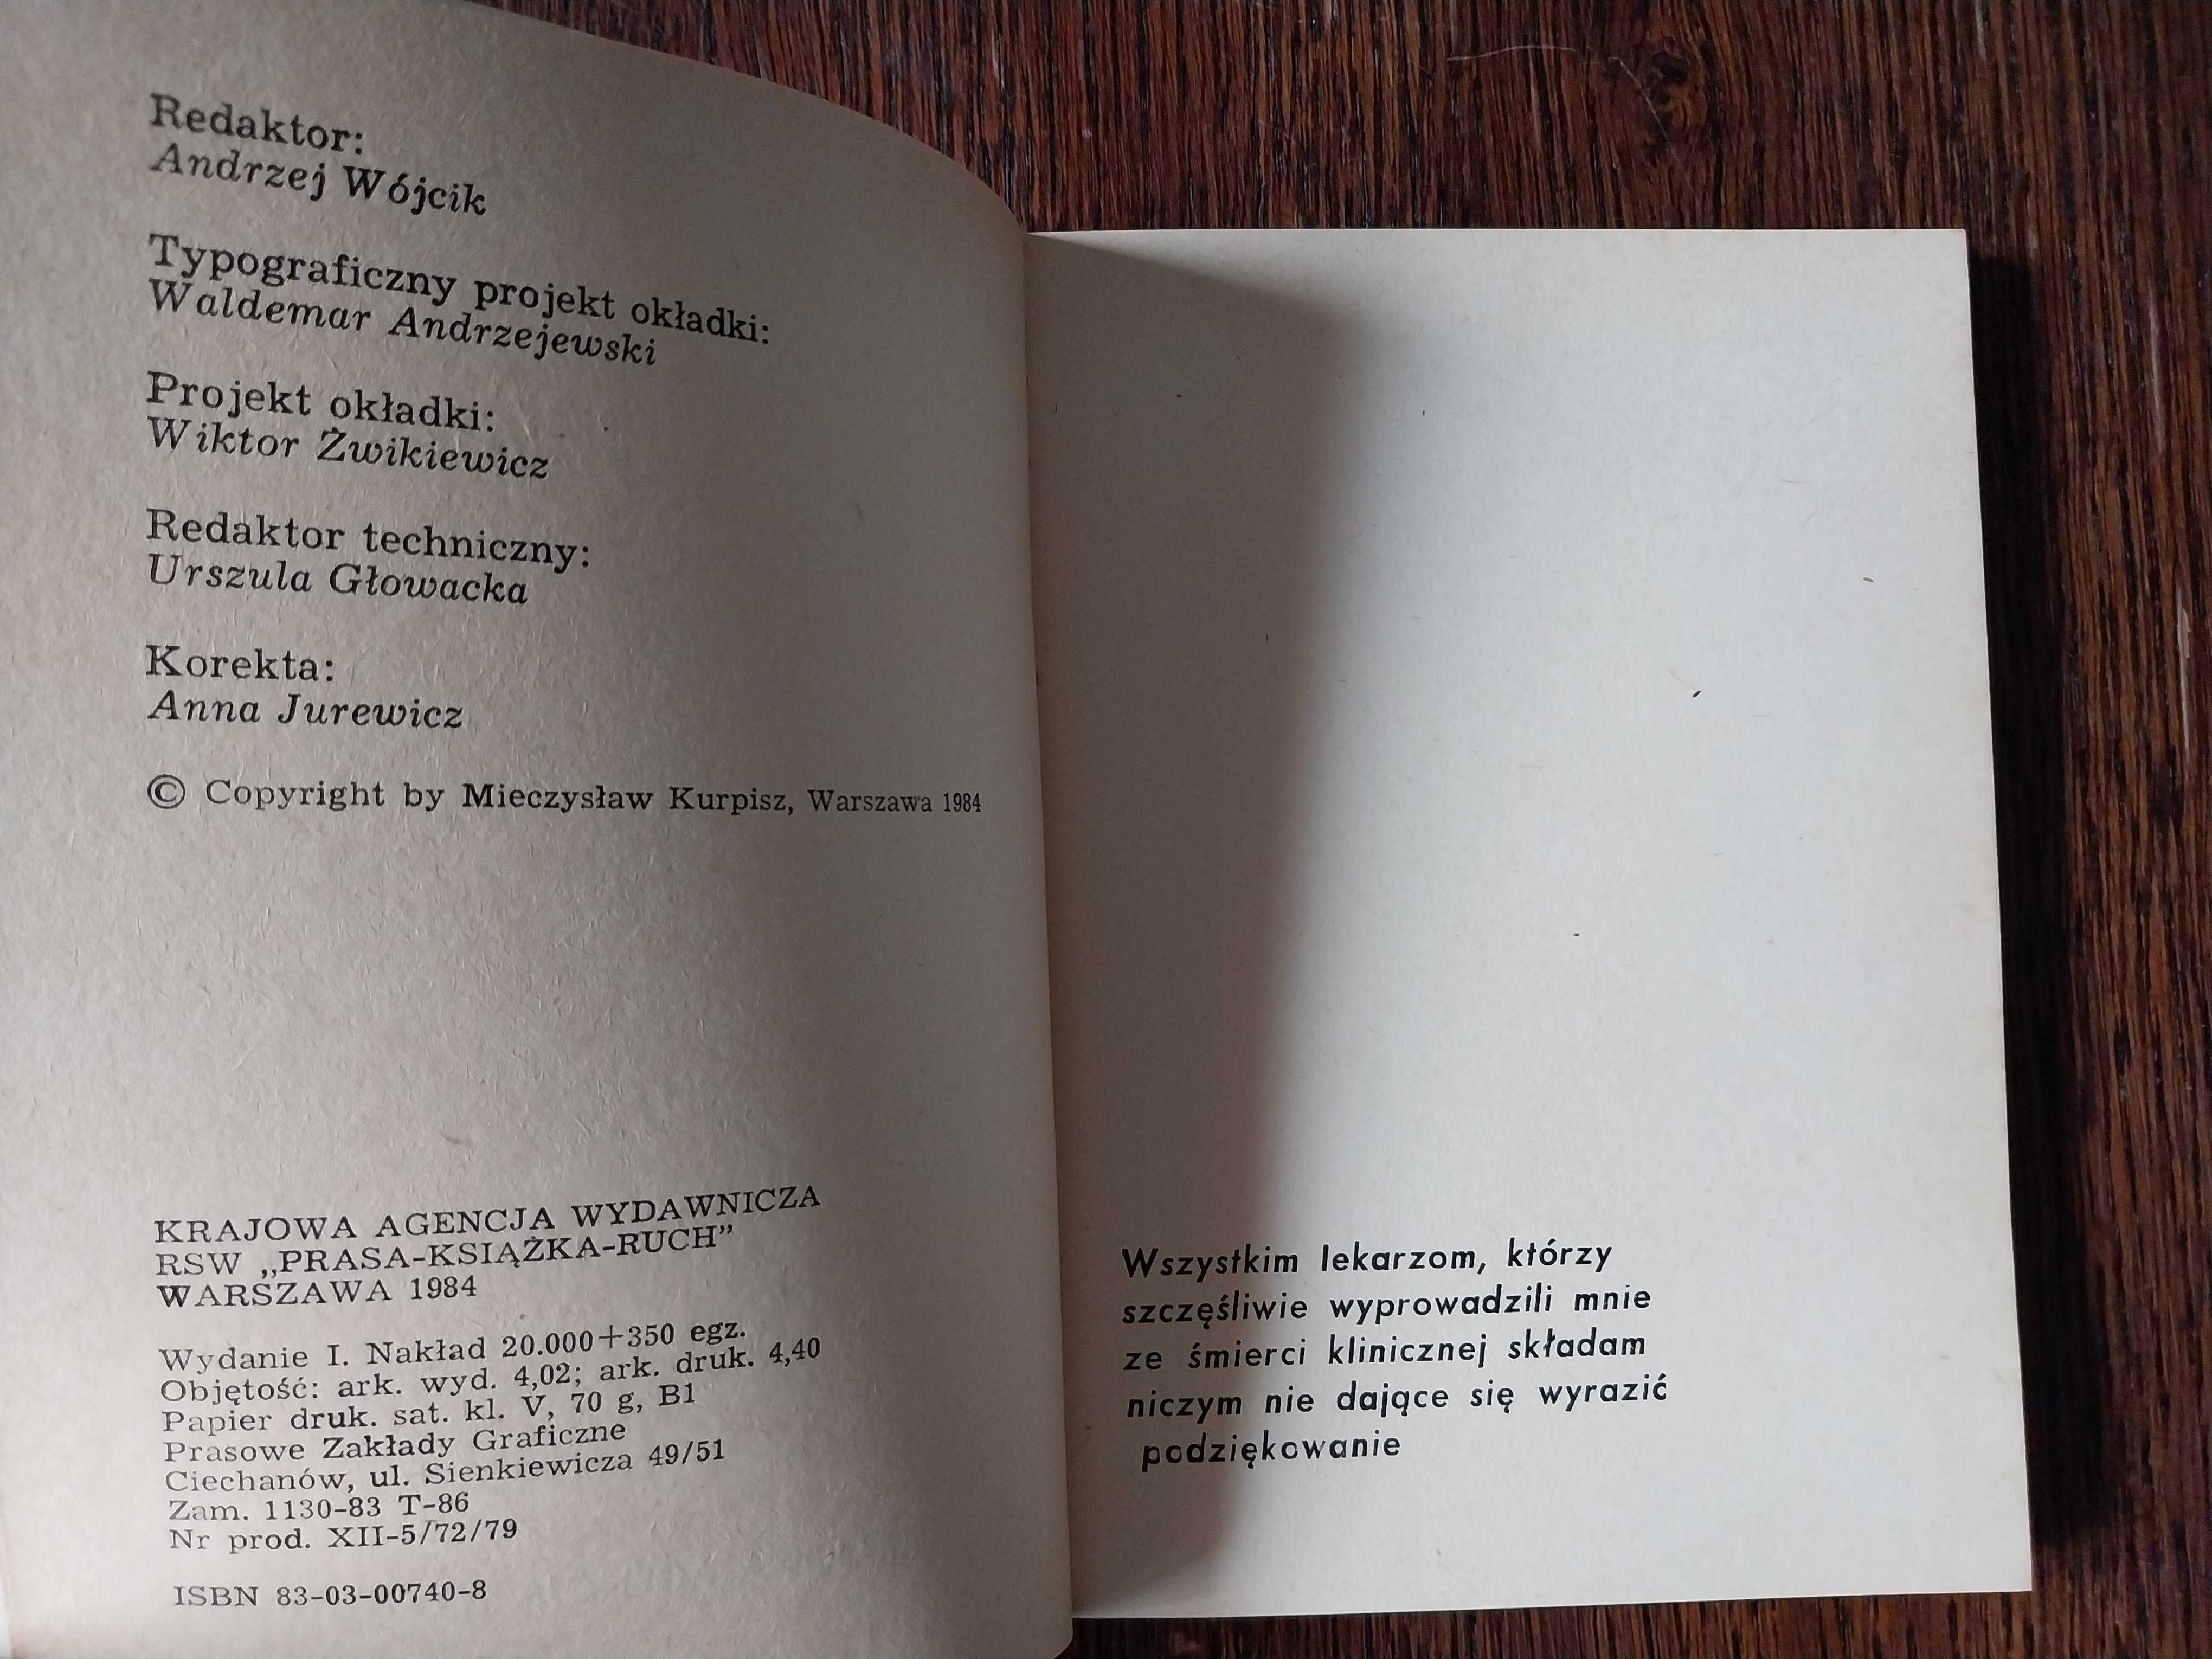 Redaktor:
Andrzej Wójcik
Typograficzny projekt okładki:
Waldemar Andrzejewski
Projekt okładki:
Wiktor Żwikiewicz
Redaktor techniczny:
Urszula Głowacka
Korekta:
Anna Jurewicz
© Copyright by Mieczysław Kurpisz, Warszawa 1984
KRAJOWA AGENCJA WYDAWNICZA
RSW „PRASA-KSIĄŻKA-RUCH”
WARSZAWA 1984
Wydanie I. Nakład 20.000+350 egz.
Objętość: ark. wyd. 4,02; ark. druk. 4,40
Papier druk. sat. kl. V, 70 g, B1
Prasowe Zakłady Graficzne
Ciechanów, ul. Sienkiewicza 49/51
Zam. 1130-83 T-86
Nr prod. XII-5/72/79
ISBN 83-03-00740-8
Wszystkim lekarzom, którzy
szczęśliwie wyprowadzili mnie
ze śmierci klinicznej składam
niczym nie dające się wyrazić
podziękowanie